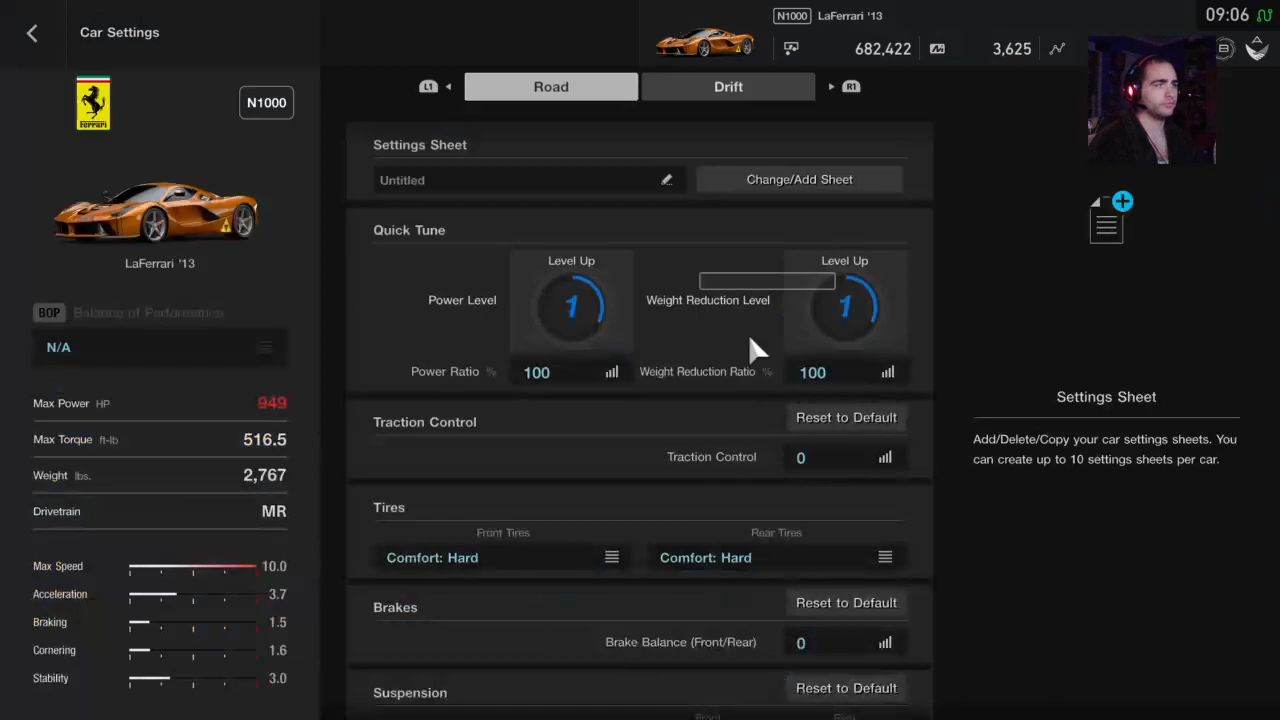 Car Settings
N1000 LaFerrari '13
09:06
682,422
3,625
B
Ferrari
N1000
L1
Road
Drift
R1
Settings Sheet
Untitled
Change/Add Sheet
Quick Tune
Level Up
Level Up
Power Level
1
Weight Reduction Level
1
Power Ratio %
100
Weight Reduction Ratio %
100
LaFerrari '13
BOP Balance of Performance
N/A
Max Power HP 949
Max Torque ft-lb 516.5
Weight lbs. 2,767
Drivetrain MR
Max Speed 10.0
Acceleration 3.7
Braking 1.5
Cornering 1.6
Stability 3.0
Traction Control
Reset to Default
Traction Control 0
Tires
Front Tires
Rear Tires
Comfort: Hard
Comfort: Hard
Brakes
Reset to Default
Brake Balance (Front/Rear) 0
Suspension
Reset to Default
Front
Rear
Settings Sheet
Add/Delete/Copy your car settings sheets. You
can create up to 10 settings sheets per car.